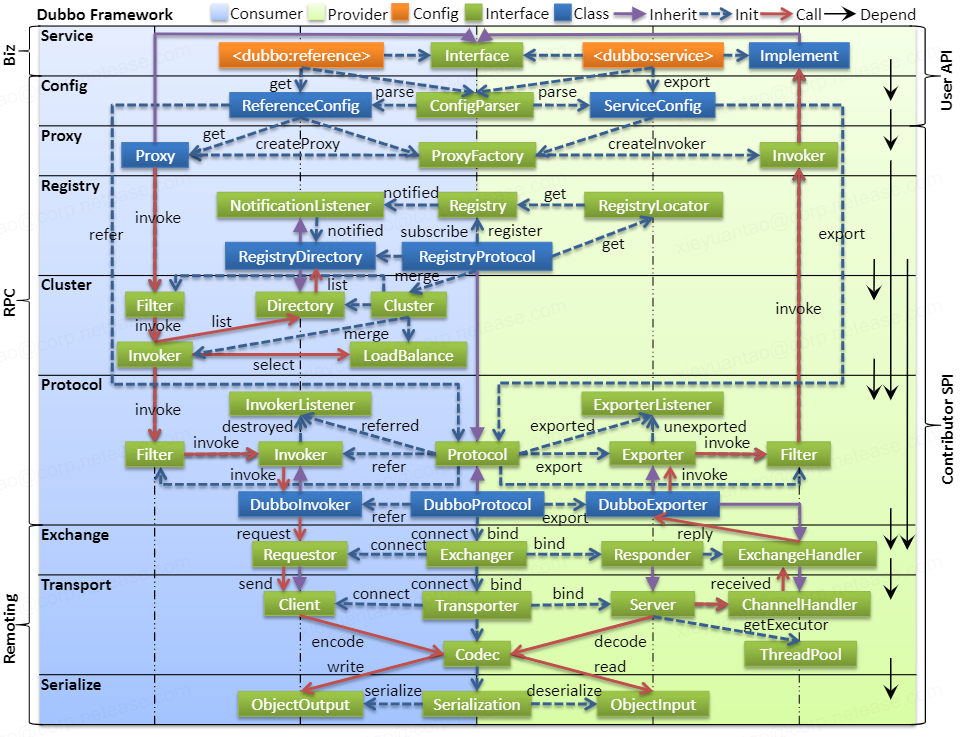 Dubbo Framework
Consumer
Provider
Config
Interface
Class
Inherit
Init
Call
Depend
Biz
RPC
Remoting
User API
Contributor SPI
Service
<dubbo:reference>
Interface
<dubbo:service>
Implement
Config
get
parse
parse
export
ReferenceConfig
ConfigParser
ServiceConfig
Proxy
get
createProxy
createInvoker
Proxy
ProxyFactory
Invoker
Registry
notified
get
NotificationListener
Registry
RegistryLocator
invoke
refer
notified
subscribe
register
get
export
RegistryDirectory
RegistryProtocol
Cluster
merge
list
Filter
Directory
Cluster
invoke
list
merge
invoke
Invoker
LoadBalance
select
Protocol
invoke
InvokerListener
ExporterListener
destroyed
referred
exported
unexported
invoke
invoke
Filter
Invoker
Protocol
Exporter
Filter
invoke
refer
export
invoke
DubboInvoker
DubboProtocol
DubboExporter
refer
export
Exchange
request
connect
bind
reply
connect
bind
Requestor
Exchanger
Responder
ExchangeHandler
Transport
send
connect
bind
received
connect
bind
Client
Transporter
Server
ChannelHandler
getExecutor
encode
decode
Codec
ThreadPool
write
read
Serialize
serialize
deserialize
ObjectOutput
Serialization
ObjectInput